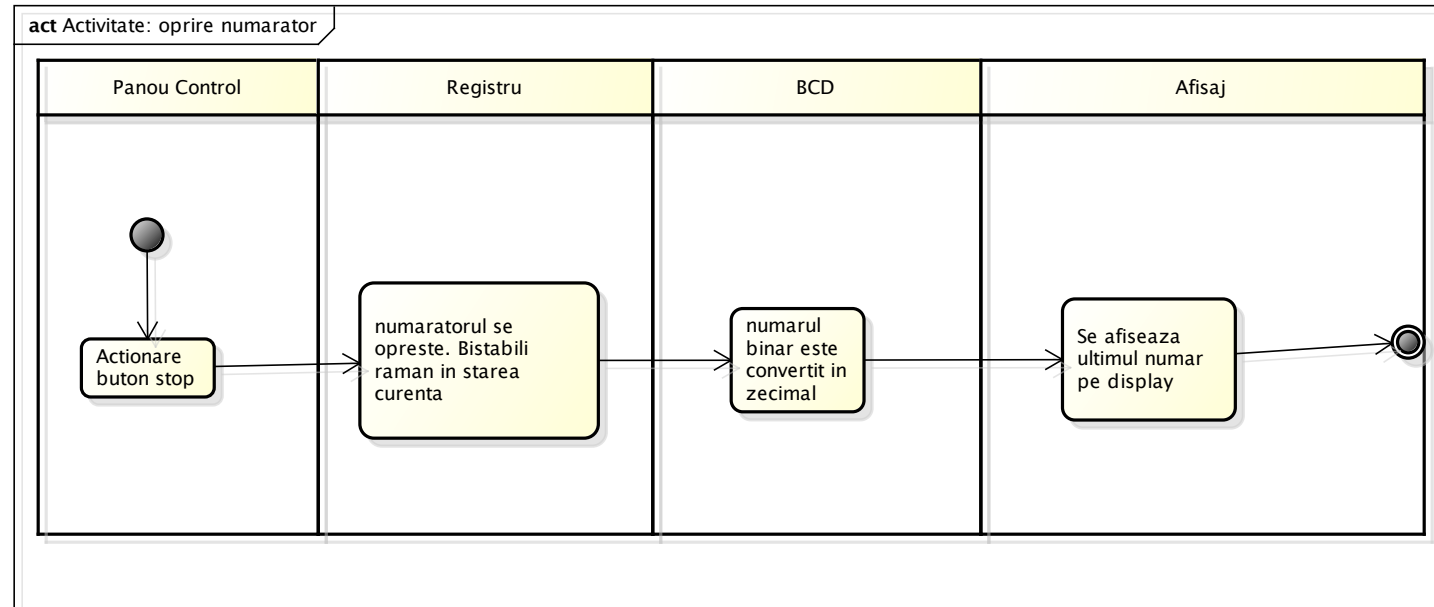 act Activitate: oprire numarator
Panou Control
Registru
BCD
Afisaj
Actionare
buton stop
numaratorul se
opreste. Bistabili
raman in starea
curenta
numarul
binar este
convertit in
zecimal
Se afiseaza
ultimul numar
pe display